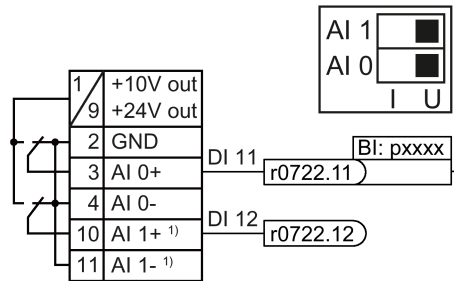 AI 1
AI 0
I U
1 +10V out
9 +24V out
2 GND
DI 11
BI: pxxxx
3 AI 0+
r0722.11
4 AI 0-
DI 12
10 AI 1+ 1)
r0722.12
11 AI 1- 1)